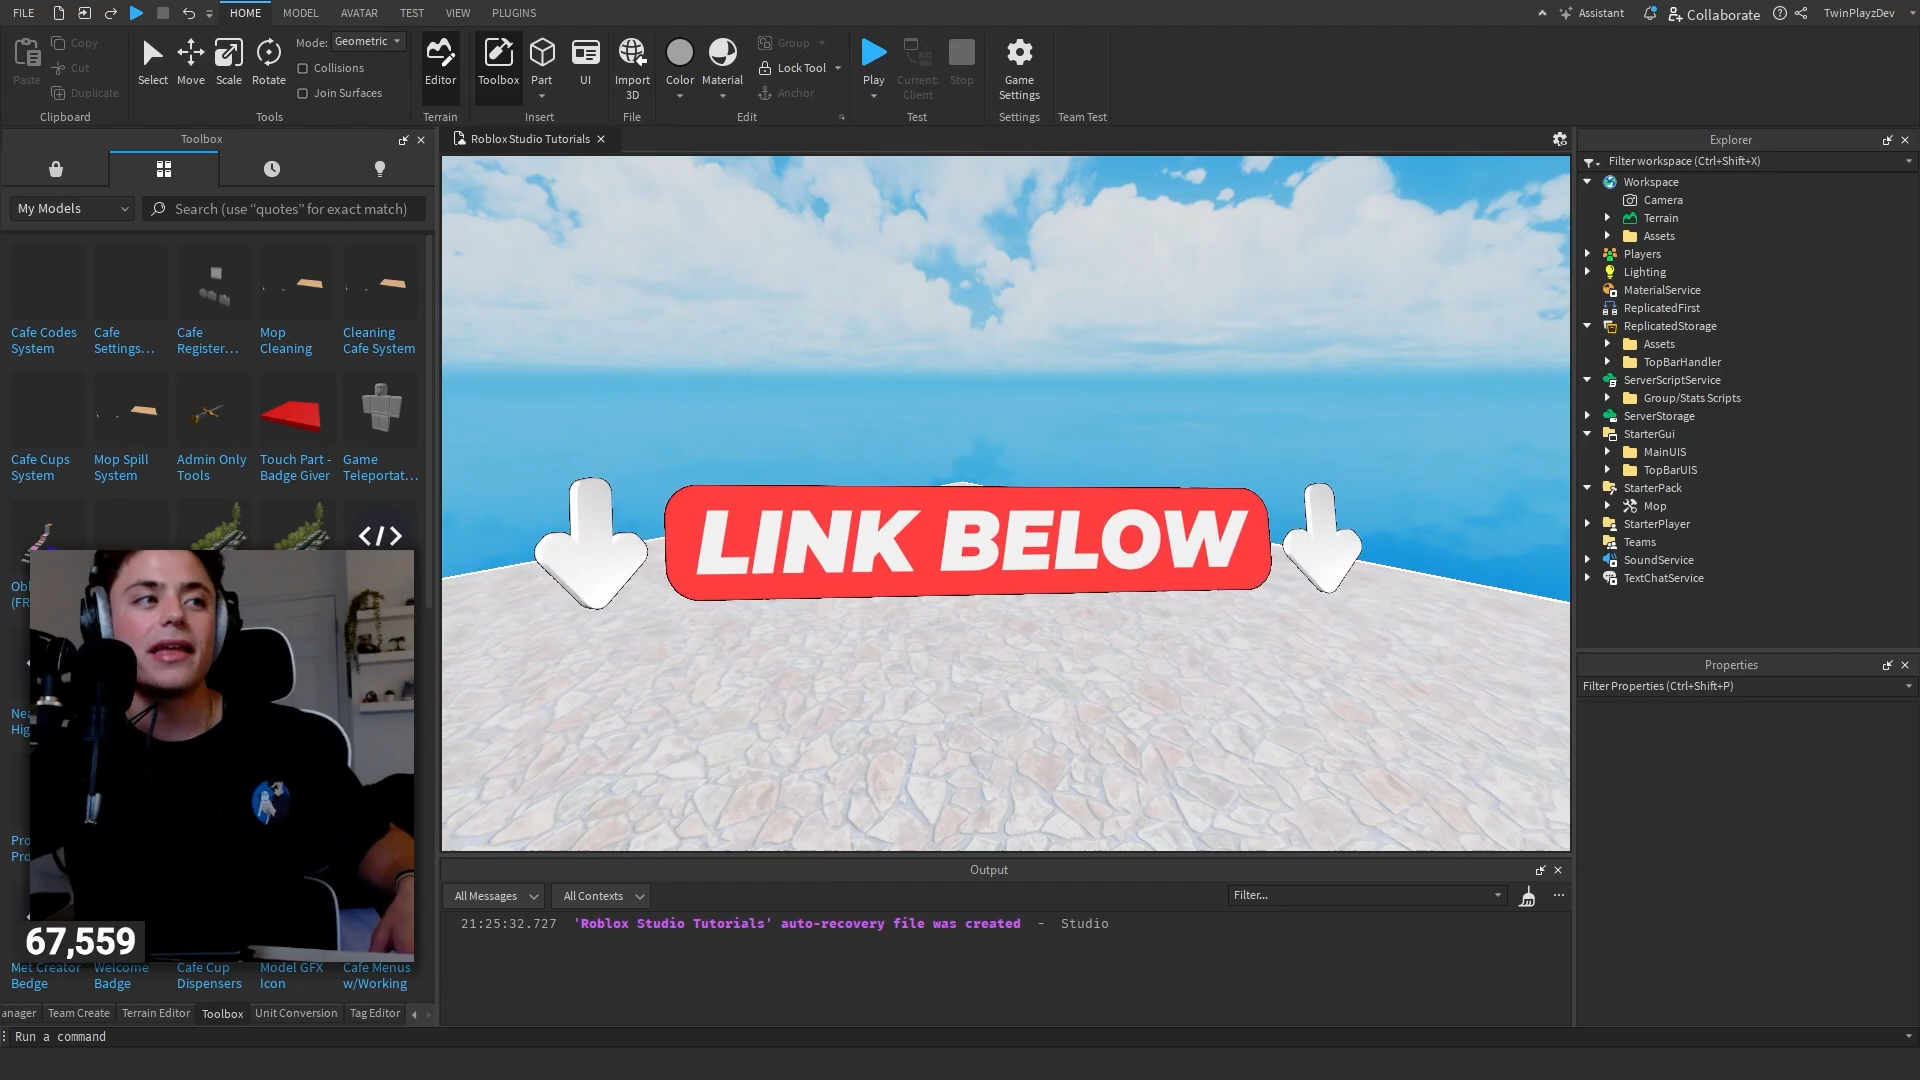 FILE
HOME
MODEL
AVATAR
TEST
VIEW
PLUGINS
Assistant
Collaborate
TwinPlayzDev
Paste
Copy
Cut
Duplicate
Clipboard
Select
Move
Scale
Rotate
Mode: Geometric
Collisions
Join Surfaces
Tools
Editor
Terrain
Toolbox
Part
UI
Insert
Import
3D
File
Color
Material
Group
Lock Tool
Anchor
Edit
Play
Current:
Client
Stop
Test
Game
Settings
Settings
Team Test
Toolbox
My Models
Search (use “quotes” for exact match)
Cafe Codes
System
Cafe
Settings...
Cafe
Register...
Mop
Cleaning
Cleaning
Cafe System
Cafe Cups
System
Mop Spill
System
Admin Only
Tools
Touch Part -
Badge Giver
Game
Teleportat...
67,559
Met Creator
Bedge
Welcome
Badge
Cafe Cup
Dispensers
Model GFX
Icon
Cafe Menus
w/Working
anager
Team Create
Terrain Editor
Toolbox
Unit Conversion
Tag Editor
Run a command
Roblox Studio Tutorials
LINK BELOW
Output
All Messages
All Contexts
Filter...
21:25:32.727 'Roblox Studio Tutorials' auto-recovery file was created - Studio
Explorer
Filter workspace (Ctrl+Shift+X)
Workspace
Camera
Terrain
Assets
Players
Lighting
MaterialService
ReplicatedFirst
ReplicatedStorage
Assets
TopBarHandler
ServerScriptService
Group/Stats Scripts
ServerStorage
StarterGui
MainUIS
TopBarUIS
StarterPack
Mop
StarterPlayer
Teams
SoundService
TextChatService
Properties
Filter Properties (Ctrl+Shift+P)